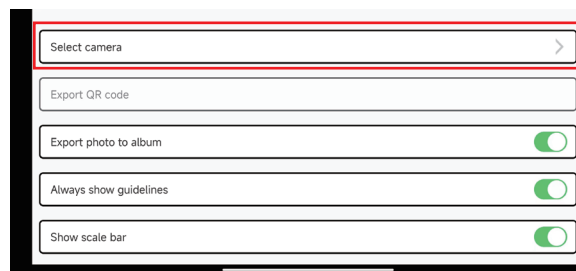 Select camera
Export QR code
Export photo to album
Always show guidelines
Show scale bar